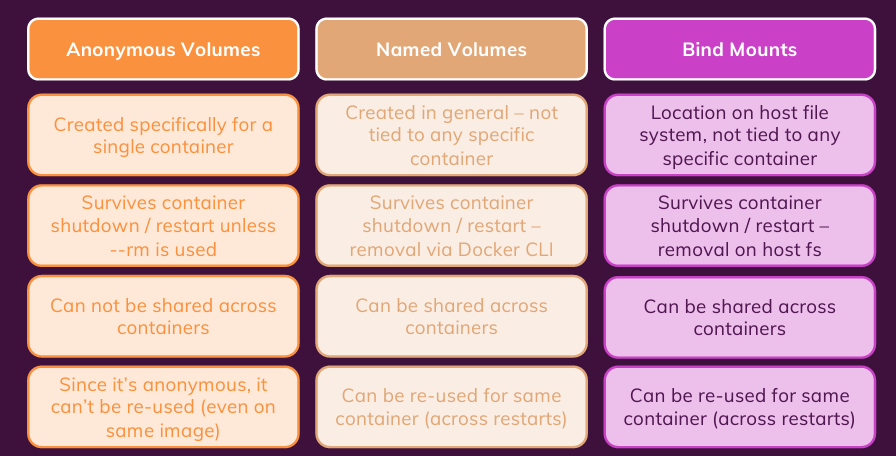 Anonymous Volumes
Named Volumes
Bind Mounts
Created specifically for a
single container
Created in general – not
tied to any specific
container
Location on host file
system, not tied to any
specific container
Survives container
shutdown / restart unless
--rm is used
Survives container
shutdown / restart –
removal via Docker CLI
Survives container
shutdown / restart –
removal on host fs
Can not be shared across
containers
Can be shared across
containers
Can be shared across
containers
Since it’s anonymous, it
can’t be re-used (even on
same image)
Can be re-used for same
container (across restarts)
Can be re-used for same
container (across restarts)